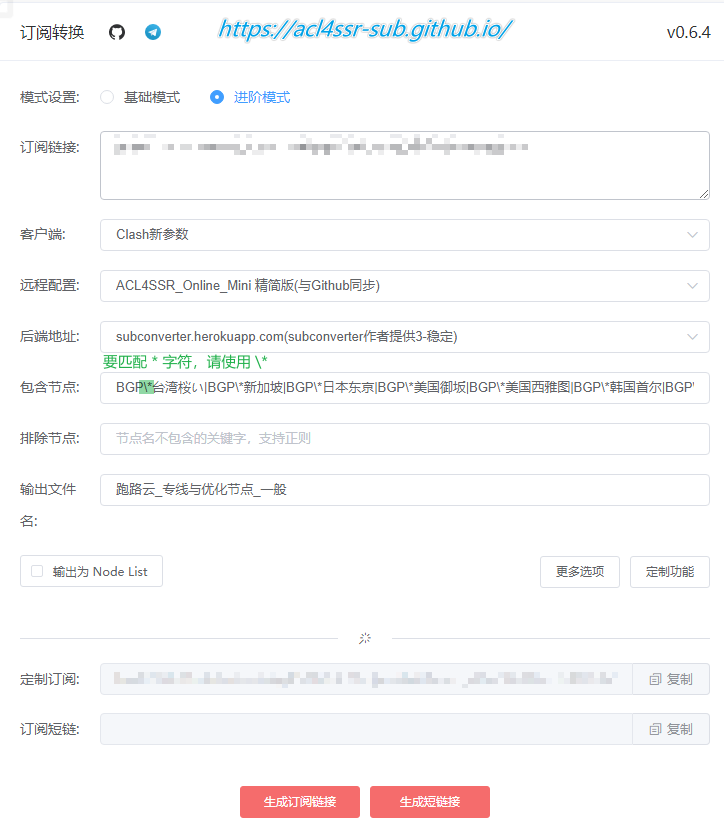 订阅转换 https://acl4ssr-sub.github.io/ v0.6.4
模式设置: 基础模式 进阶模式
订阅链接:
客户端: Clash新参数
远程配置: ACL4SSR_Online_Mini 精简版(与Github同步)
后端地址: subconverter.herokuapp.com(subconverter作者提供3-稳定)
要匹配 * 字符，请使用 \*
包含节点: BGP\*台湾桜い|BGP\*新加坡|BGP\*日本东京|BGP\*美国御坂|BGP\*美国西雅图|BGP\*韩国首尔|BGP\
排除节点: 节点名不包含的关键字，支持正则
输出文件名: 跑路云_专线与优化节点_一般
输出为 Node List 更多选项 定制功能
定制订阅: 复制
订阅短链: 复制
生成订阅链接 生成短链接